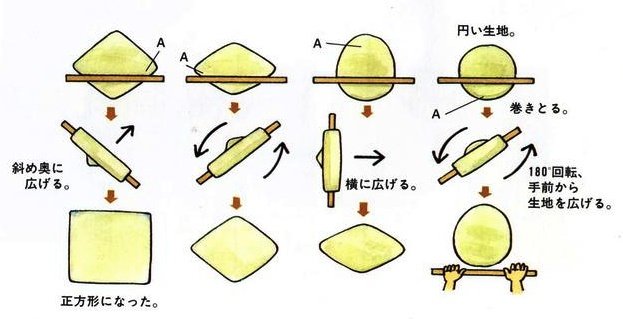 円い生地。
A
A
A
A
巻きとる。
180°回転、
手前から
生地を広げる。
横に広げる。
斜め奥に
広げる。
正方形になった。